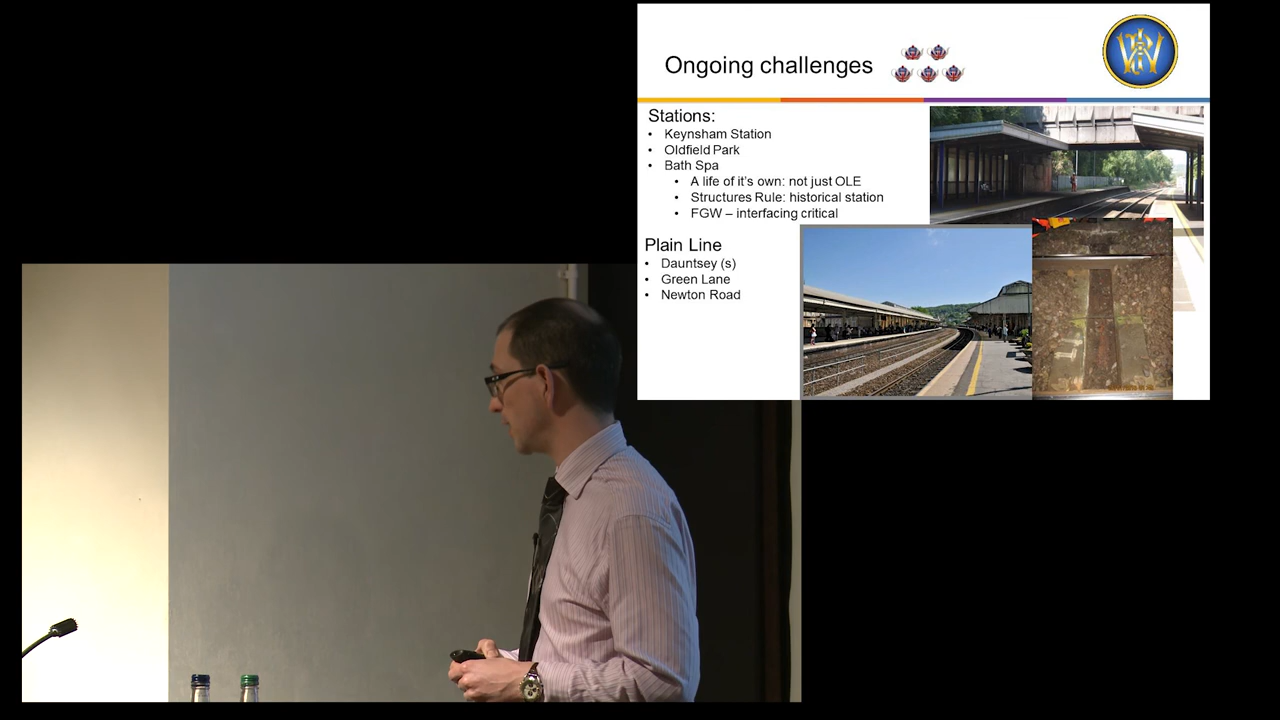 Ongoing challenges
Stations:
• Keynsham Station
• Oldfield Park
• Bath Spa
• A life of it’s own: not just OLE
• Structures Rule: historical station
• FGW – interfacing critical
Plain Line
• Dauntsey (s)
• Green Lane
• Newton Road